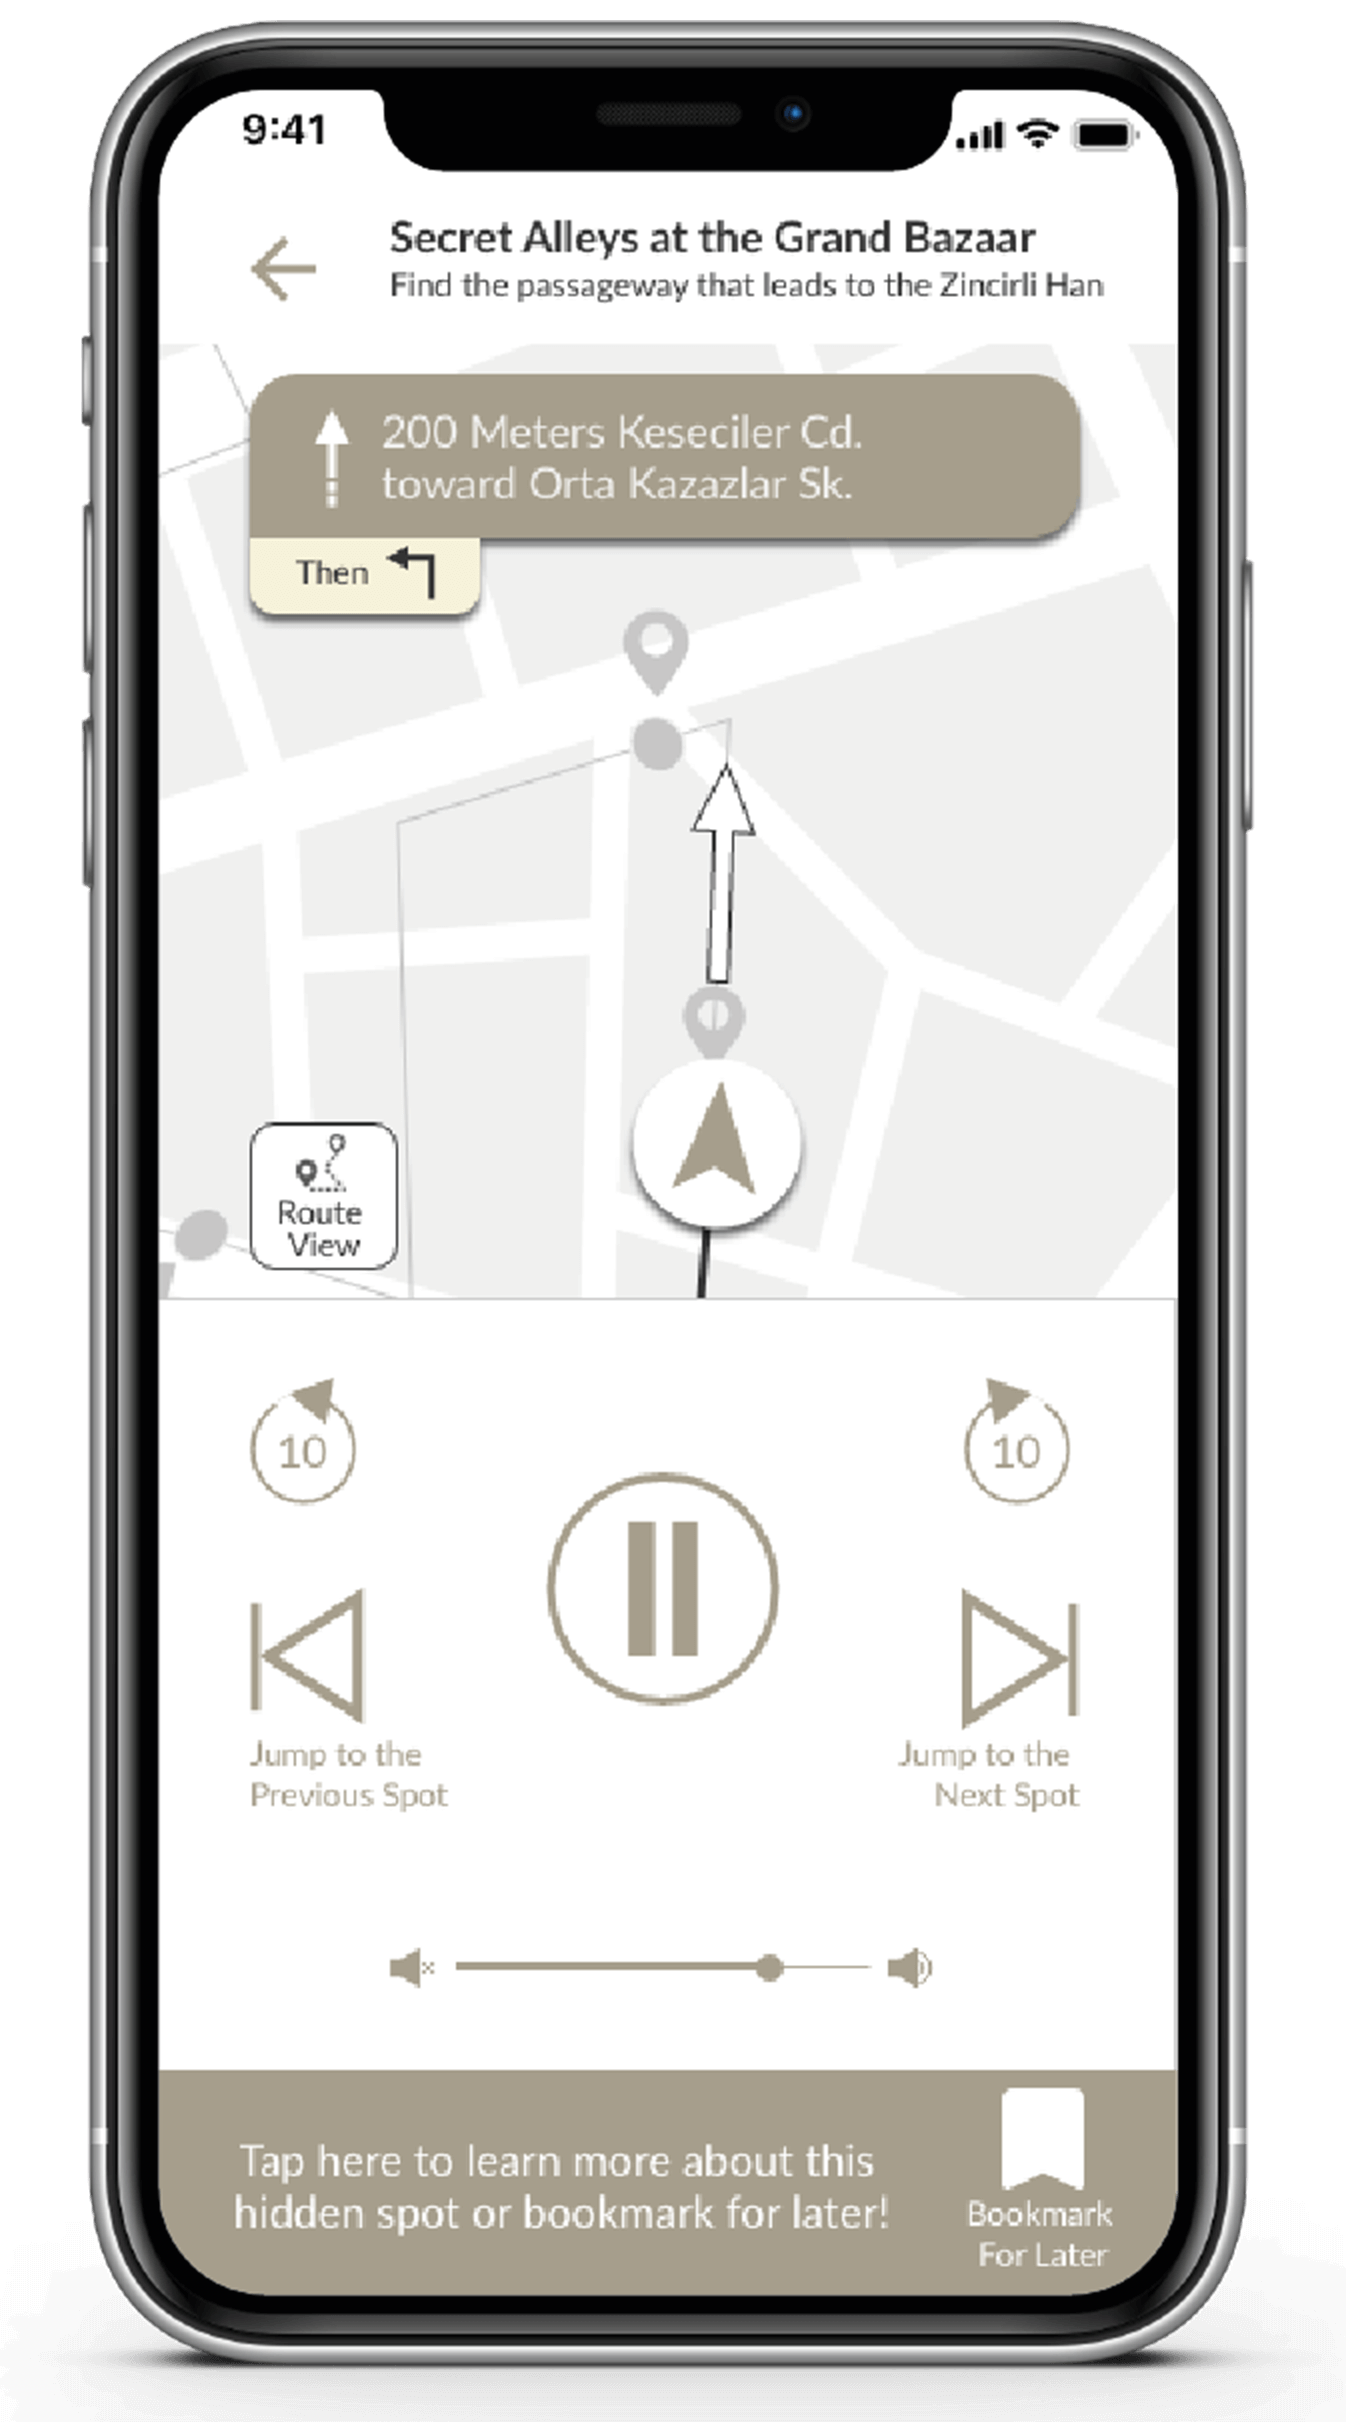 9:41
Secret Alleys at the Grand Bazaar
Find the passageway that leads to the Zincirli Han
200 Meters Keseciler Cd.
toward Orta Kazazlar Sk.
Then
Route
View
10
10
Jump to the
Previous Spot
Jump to the
Next Spot
Tap here to learn more about this
hidden spot or bookmark for later!
Bookmark
For Later